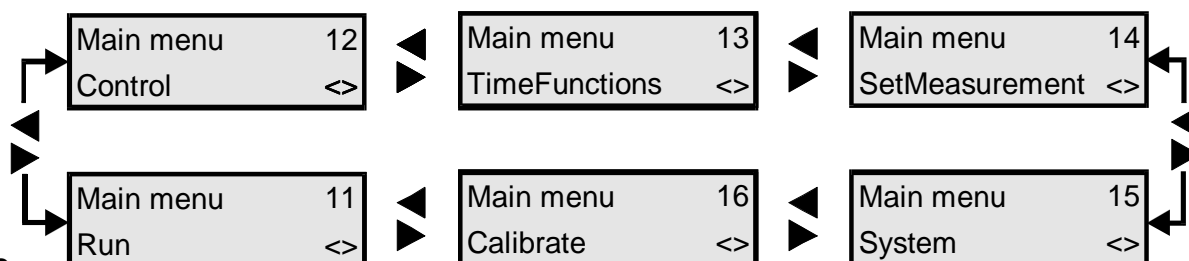 Main menu 12
Control <>
Main menu 13
TimeFunctions <>
Main menu 14
SetMeasurement <>
Main menu 11
Run <>
Main menu 16
Calibrate <>
Main menu 15
System <>